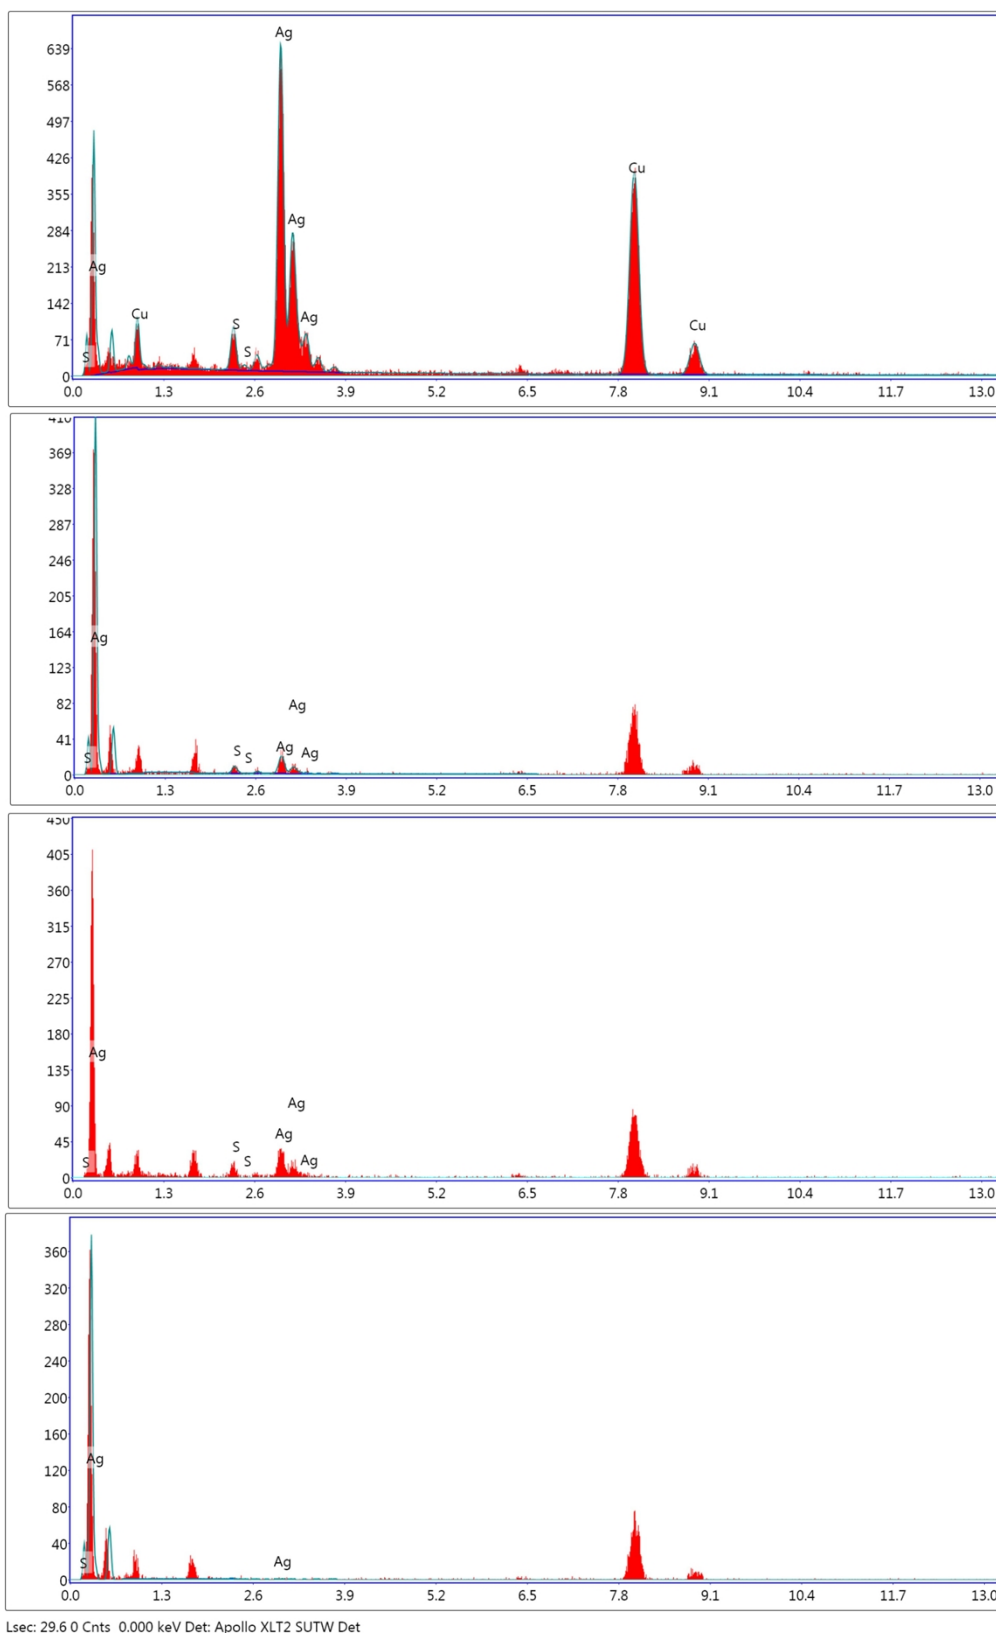 Ag
639
568
497
426
Cu
355
284
Ag
213
Ag
142
Cu
S
Ag
Cu
71
S
S
0
0.0 1.3 2.6 3.9 5.2 6.5 7.8 9.1 10.4 11.7 13.0
410
369
328
287
246
205
164
Ag
123
82
Ag
41
S
S
Ag
Ag
S
0
0.0 1.3 2.6 3.9 5.2 6.5 7.8 9.1 10.4 11.7 13.0
450
405
360
315
270
225
180
Ag
135
90
Ag
45
Ag
S
S
S
Ag
0
0.0 1.3 2.6 3.9 5.2 6.5 7.8 9.1 10.4 11.7 13.0
360
320
280
240
200
160
Ag
120
80
40
S
Ag
0
0.0 1.3 2.6 3.9 5.2 6.5 7.8 9.1 10.4 11.7 13.0
Lsec: 29.6 0 Cnts 0.000 keV Det: Apollo XLT2 SUTW Det